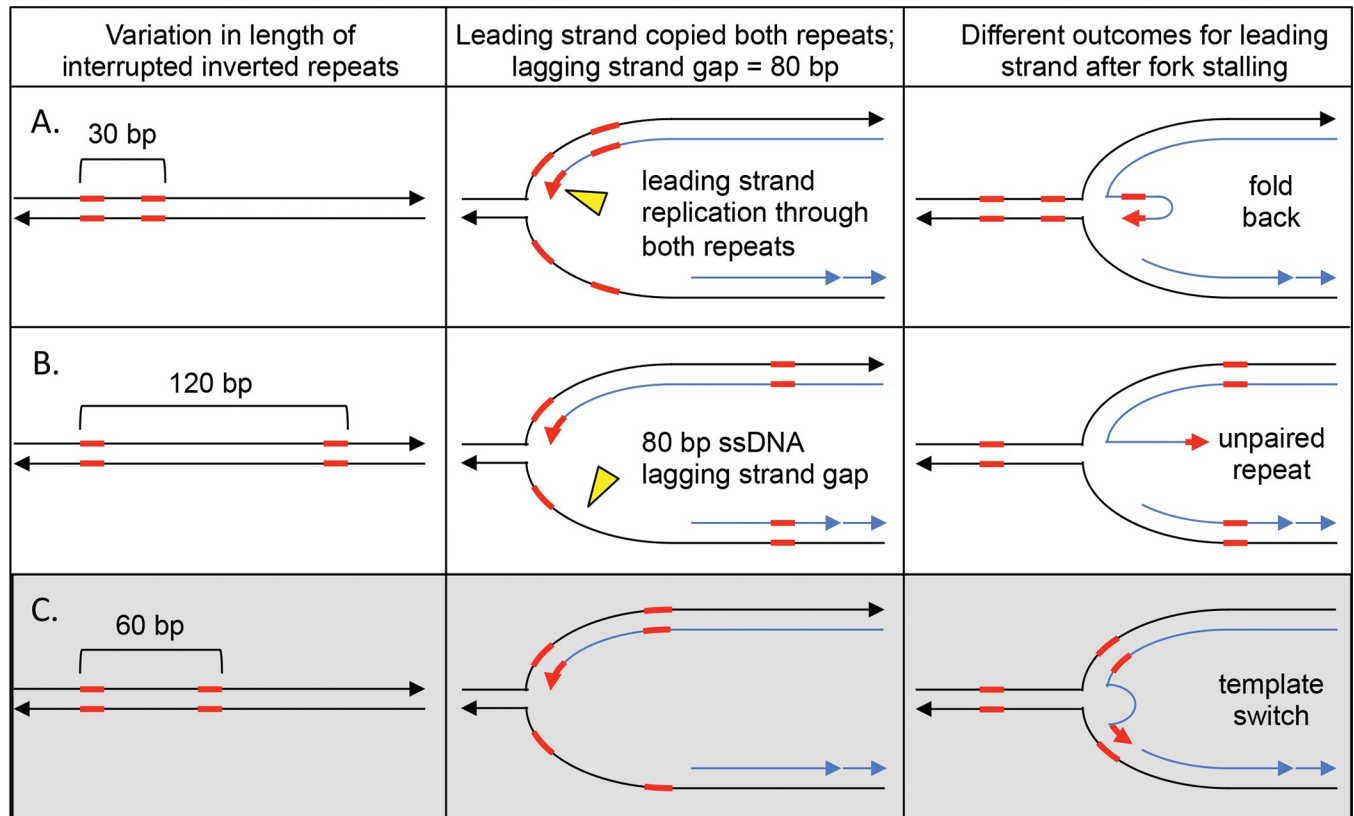 Variation in length of
interrupted inverted repeats
Leading strand copied both repeats;
lagging strand gap = 80 bp
Different outcomes for leading
strand after fork stalling
A.
30 bp
leading strand
replication through
both repeats
fold
back
B.
120 bp
80 bp ssDNA
lagging strand gap
unpaired
repeat
C.
60 bp
template
switch